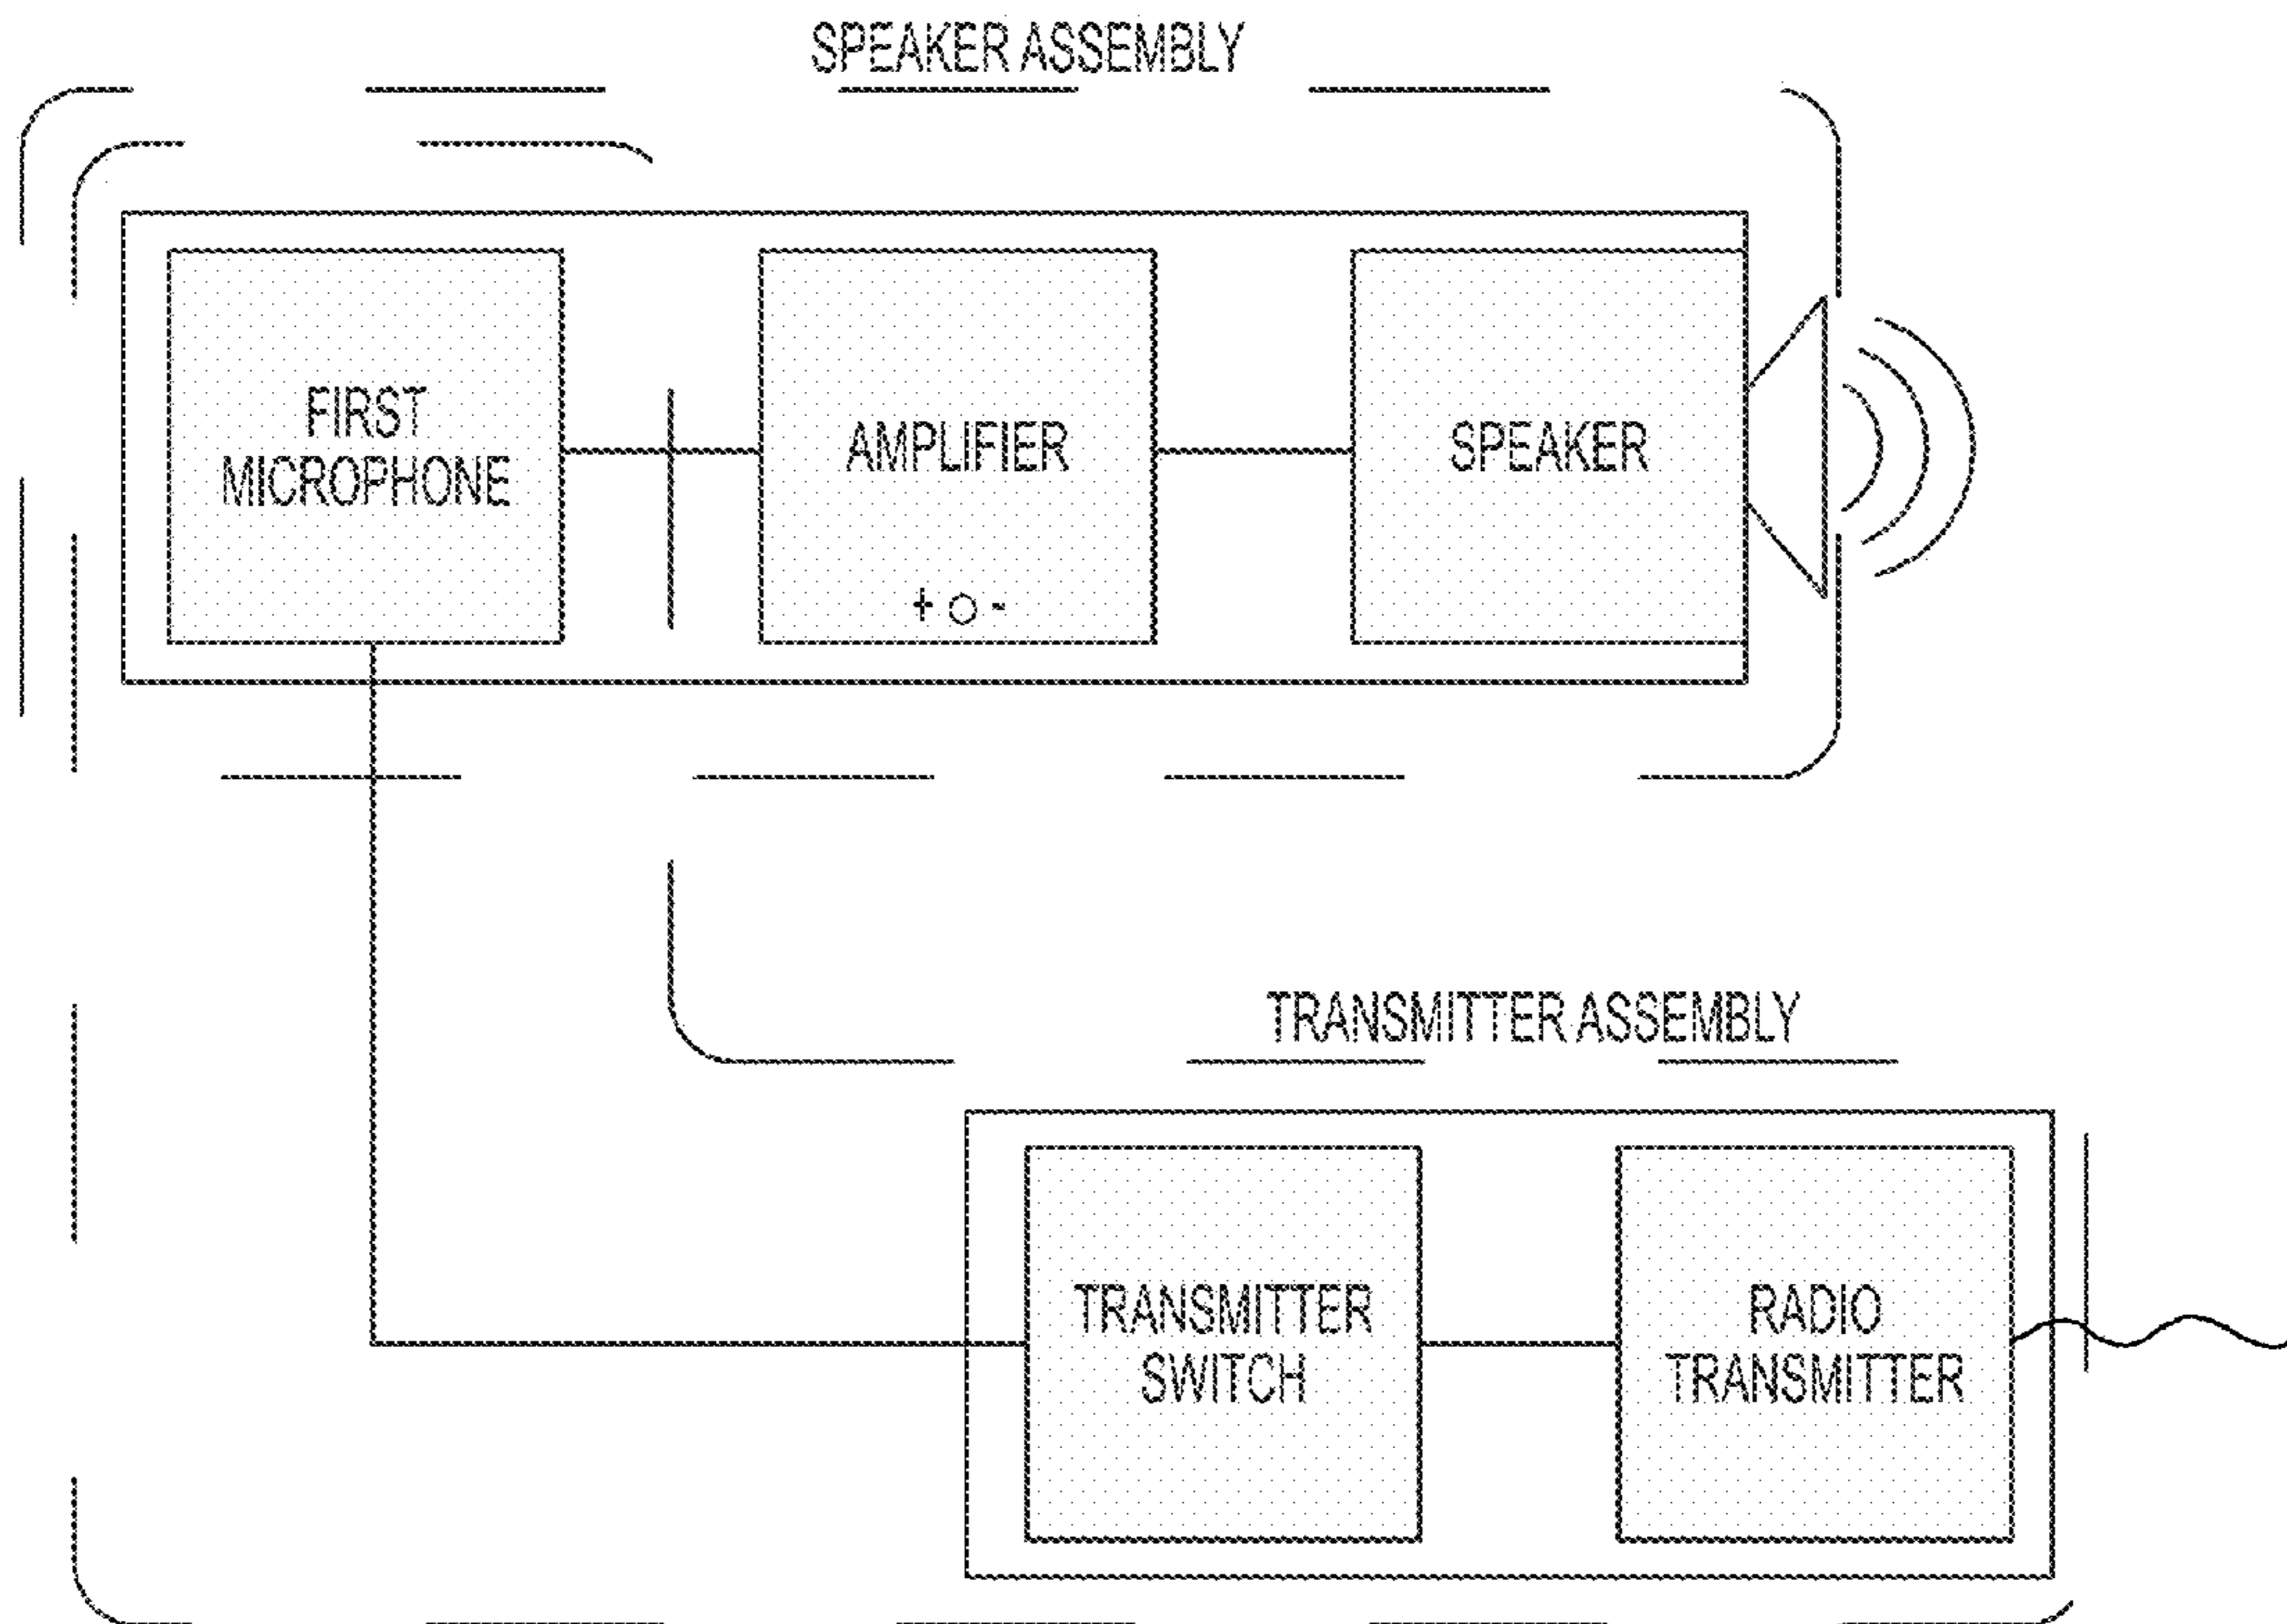 SPEAKER ASSEMBLY
FIRST
MICROPHONE
AMPLIFIER
+ ○ -
SPEAKER
TRANSMITTER ASSEMBLY
TRANSMITTER
SWITCH
RADIO
TRANSMITTER